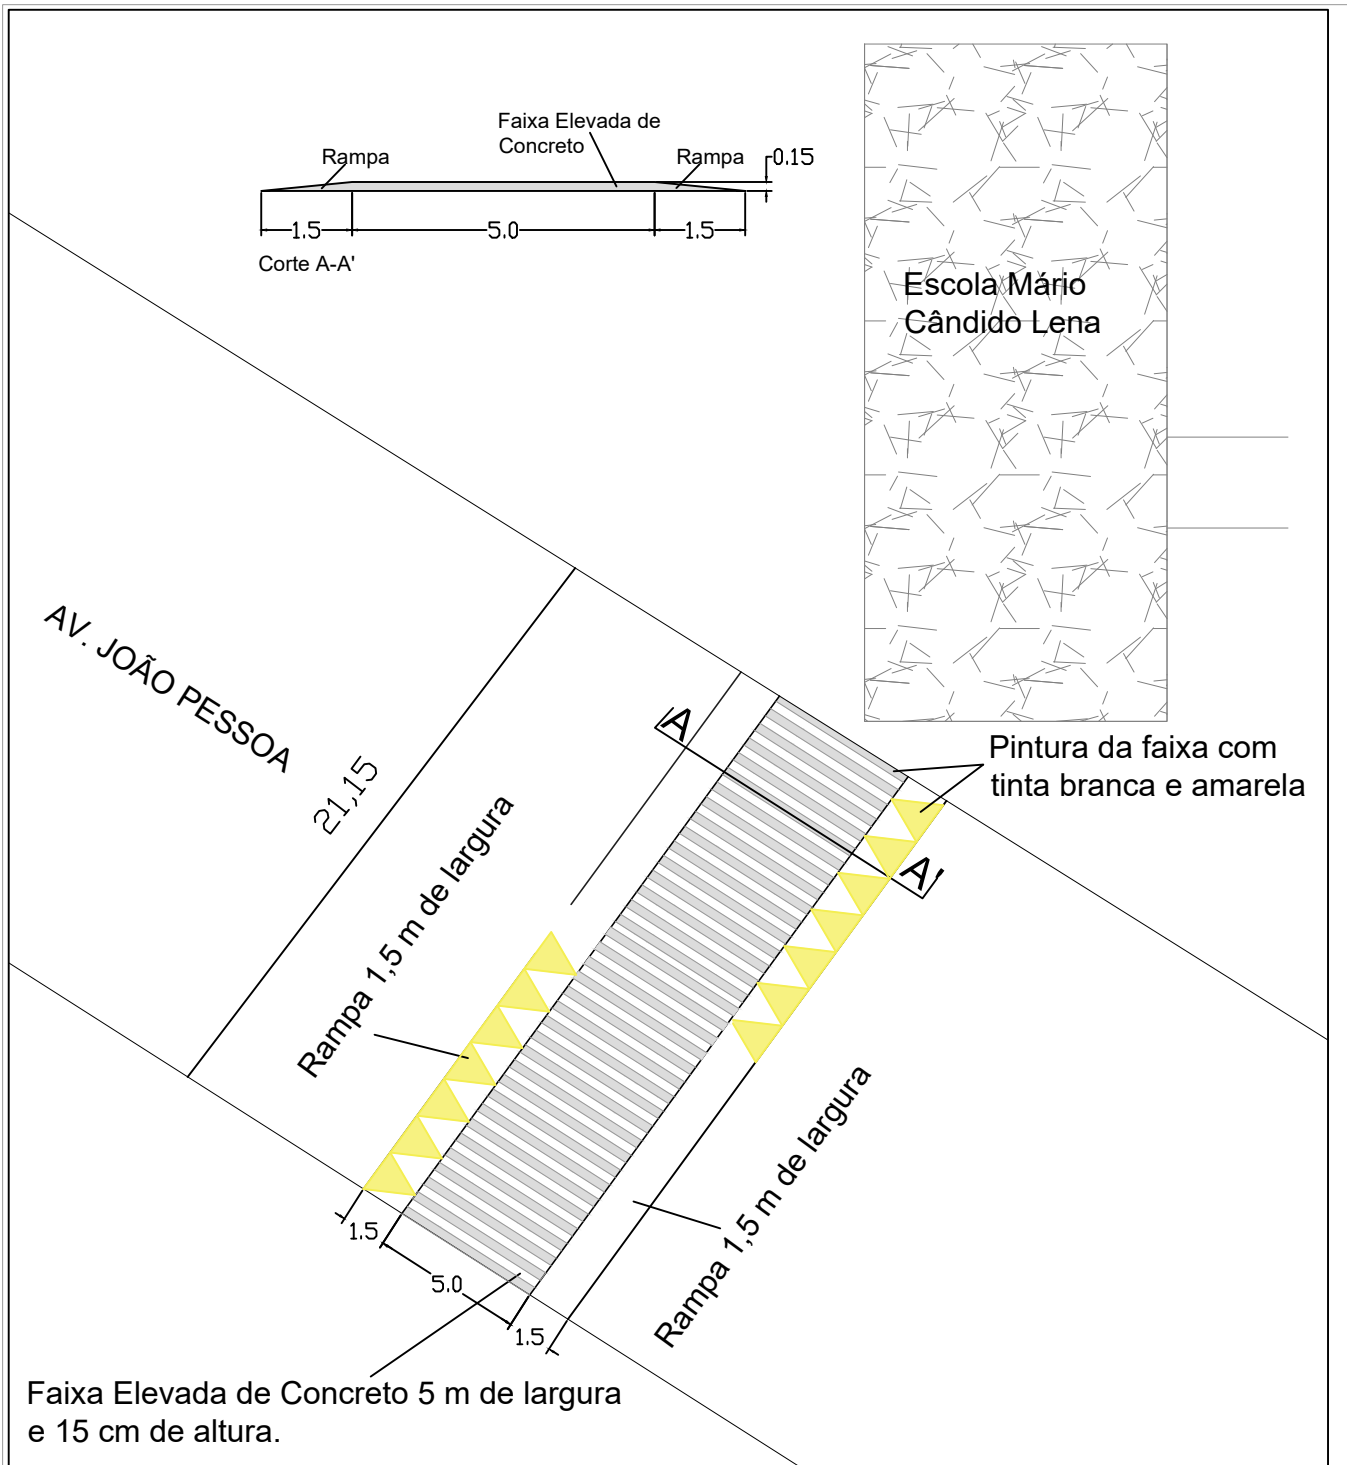 Faixa Elevada de
Concreto
Rampa
Rampa
0.15
1.5
5.0
1.5
Corte A-A'
Escola Mário
Cândido Lena
AV. JOÃO PESSOA
21,15
A
Pintura da faixa com
tinta branca e amarela
A'
Rampa 1,5 m de largura
Rampa 1,5 m de largura
1.5
5.0
1.5
Faixa Elevada de Concreto 5 m de largura
e 15 cm de altura.